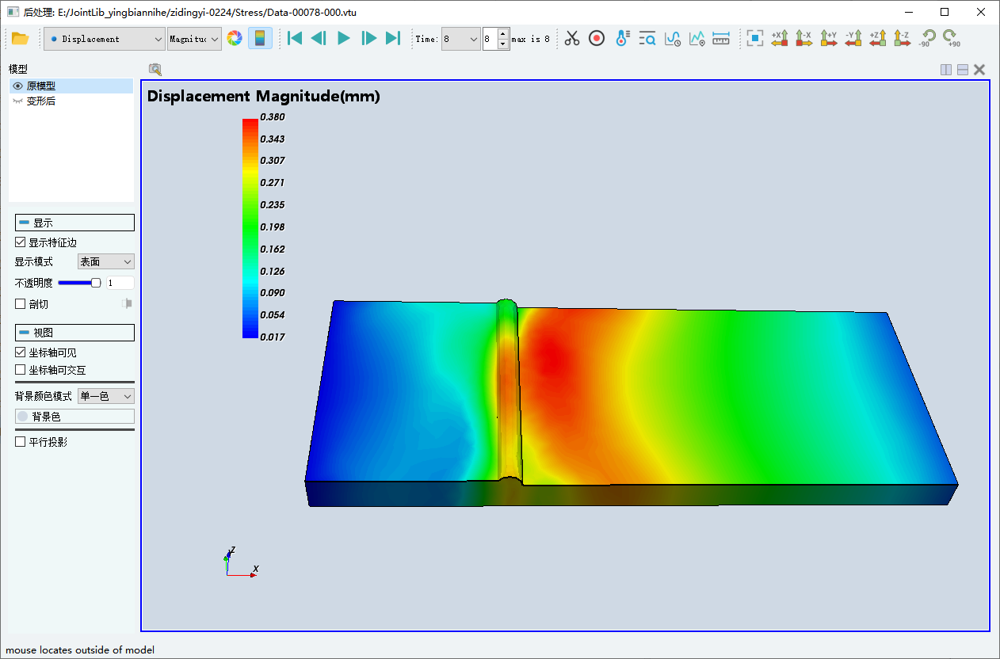 后处理: E:/JointLib_yingbiannihe/zidingyi-0224/Stress/Data-00078-000.vtu
Displacement Magnituc Time: 8 8 max is 8 +X -X +Y -Y +Z -Z -90 +90
模型
原模型
变形后
Displacement Magnitude(mm)
0.380
0.343
0.307
0.271
0.235
0.198
0.162
0.126
0.090
0.054
0.017
显示
显示特征边
显示模式 表面
不透明度 1
剖切
视图
坐标轴可见
坐标轴可交互
背景颜色模式 单一色
背景色
平行投影
Z
X
mouse locates outside of model